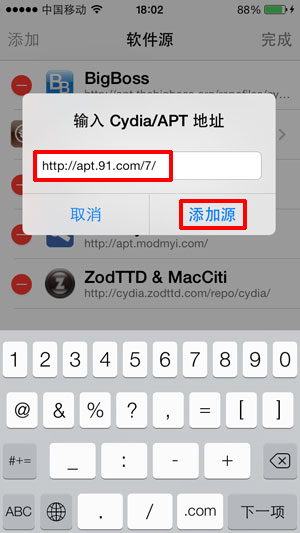 中国移动 18:02 88%
添加 软件源 完成
BigBoss
输入 Cydia/APT 地址
http://apt.91.com/7/
取消 添加源
http://apt.modmyi.com/
ZodTTD & MacCiti
http://cydia.zodttd.com/repo/cydia/
1 2 3 4 5 6 7 8 9 0
@ & % ? , = [ ]
#+= _ : - +
ABC . / .com 下一项